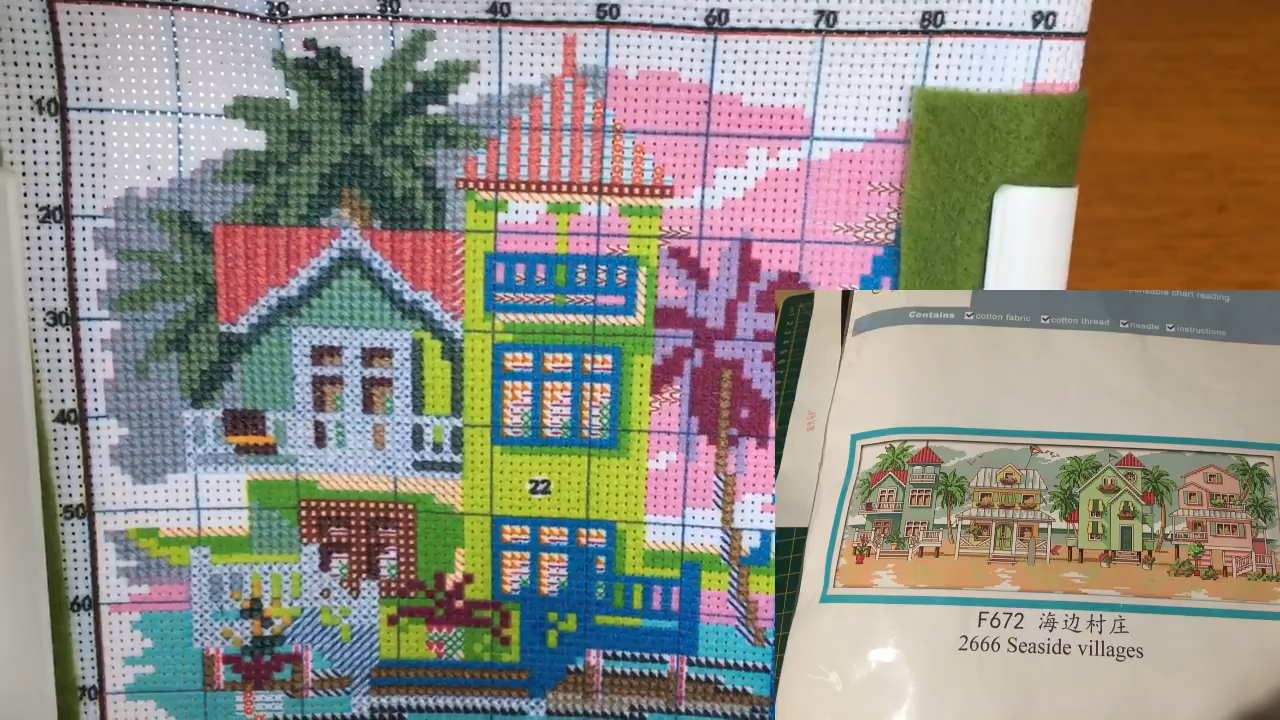 20 30 40 50 60 70 80 90
10
20
30
40
22
50
60
70
Contains cotton fabric cotton thread needle instructions
F672 海边村庄
2666 Seaside villages